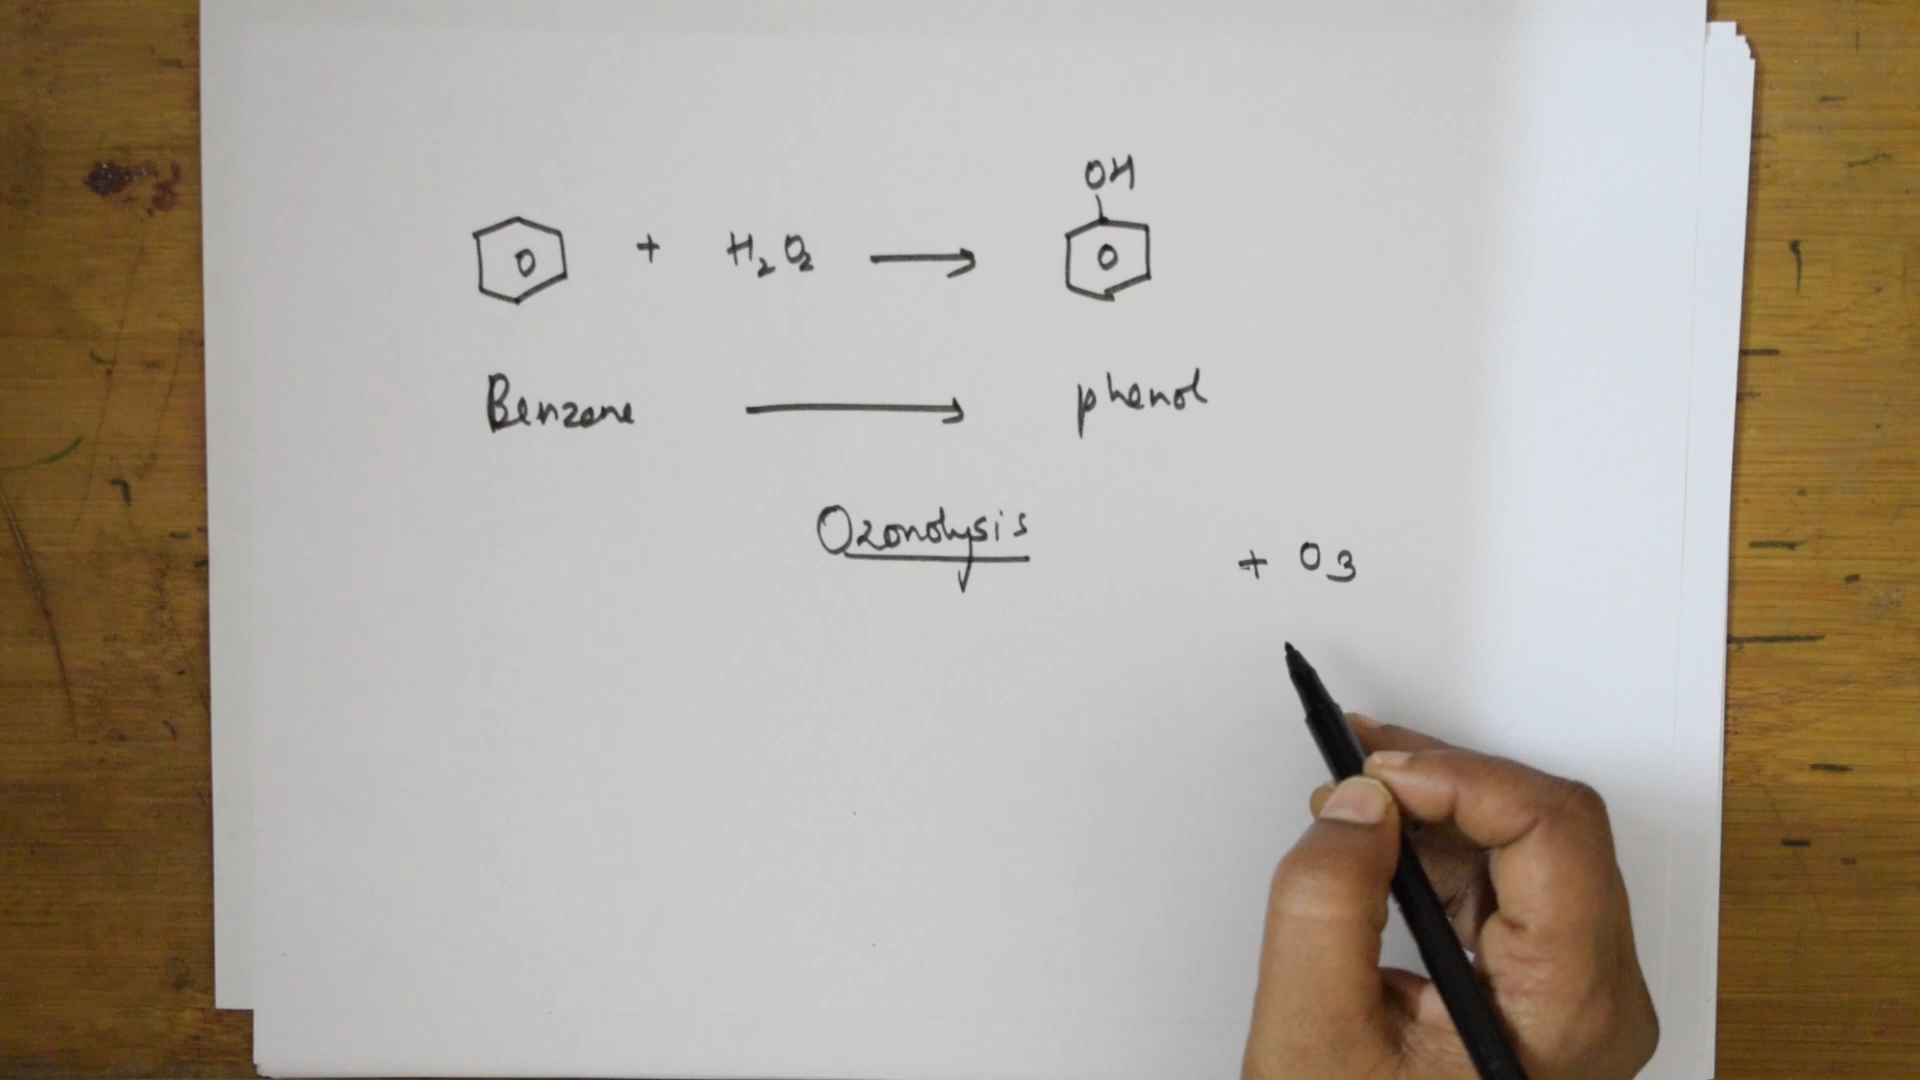 OH
+ H2O2 →
Benzene → phenol
Ozonolysis
+ O3